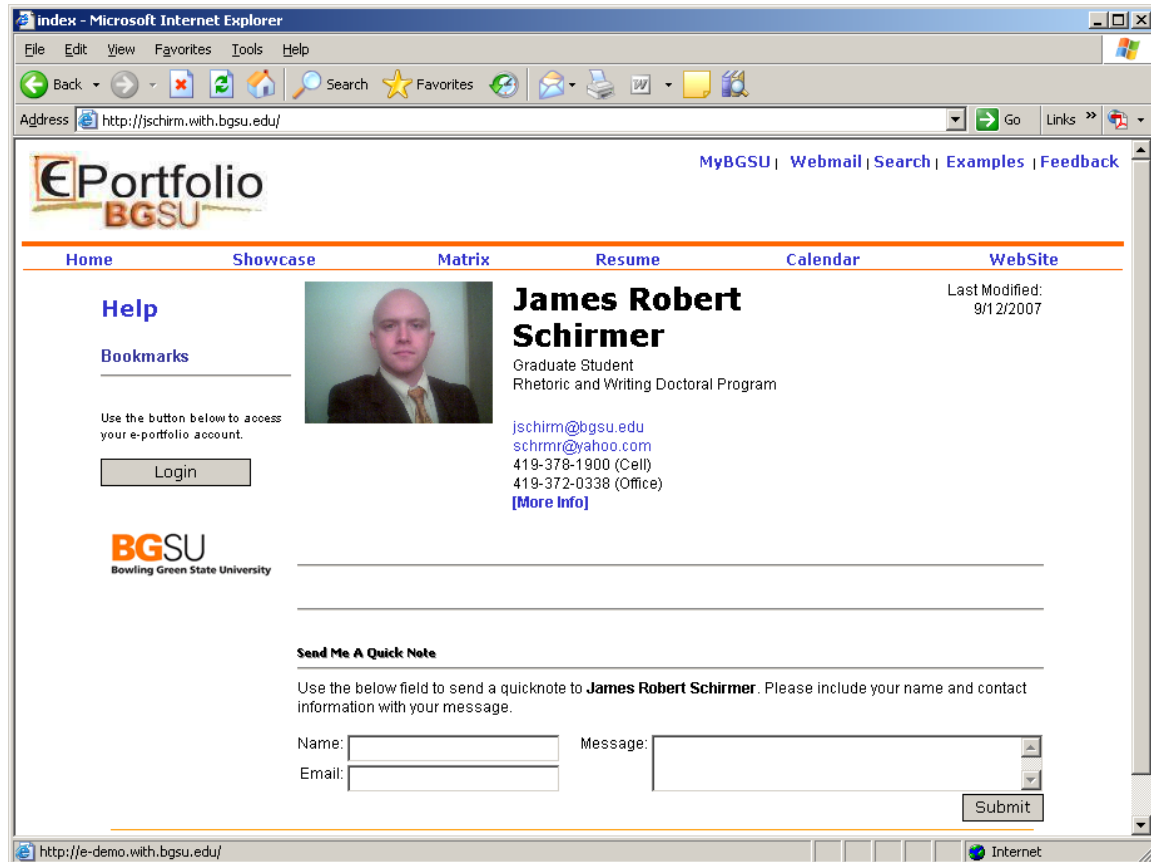 index - Microsoft Internet Explorer
File Edit View Favorites Tools Help
Back Search Favorites W
Address http://jschirm.with.bgsu.edu/ Go Links »
EPortfolio
BGSU
MyBGSU | Webmail | Search | Examples | Feedback
Home Showcase Matrix Resume Calendar WebSite
Help
Bookmarks
Use the button below to access
your e-portfolio account.
Login
BGSU
Bowling Green State University
James Robert
Schirmer
Graduate Student
Rhetoric and Writing Doctoral Program
jschirm@bgsu.edu
schrmr@yahoo.com
419-378-1900 (Cell)
419-372-0338 (Office)
[More Info]
Last Modified:
9/12/2007
Send Me A Quick Note
Use the below field to send a quicknote to James Robert Schirmer. Please include your name and contact
information with your message.
Name: Message:
Email:
Submit
http://e-demo.with.bgsu.edu/ Internet